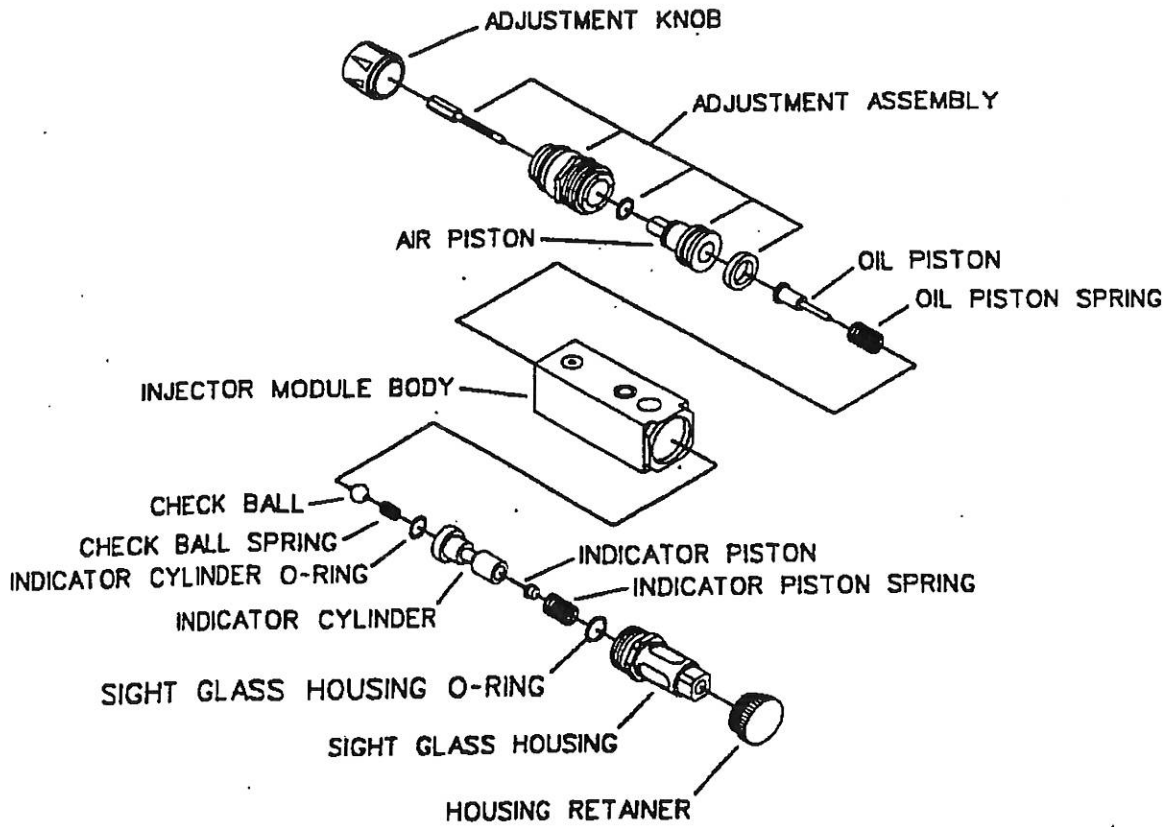 ADJUSTMENT KNOB
ADJUSTMENT ASSEMBLY
AIR PISTON
OIL PISTON
OIL PISTON SPRING
INJECTOR MODULE BODY
CHECK BALL
CHECK BALL SPRING
INDICATOR CYLINDER O-RING
INDICATOR CYLINDER
INDICATOR PISTON
INDICATOR PISTON SPRING
SIGHT GLASS HOUSING O-RING
SIGHT GLASS HOUSING
HOUSING RETAINER